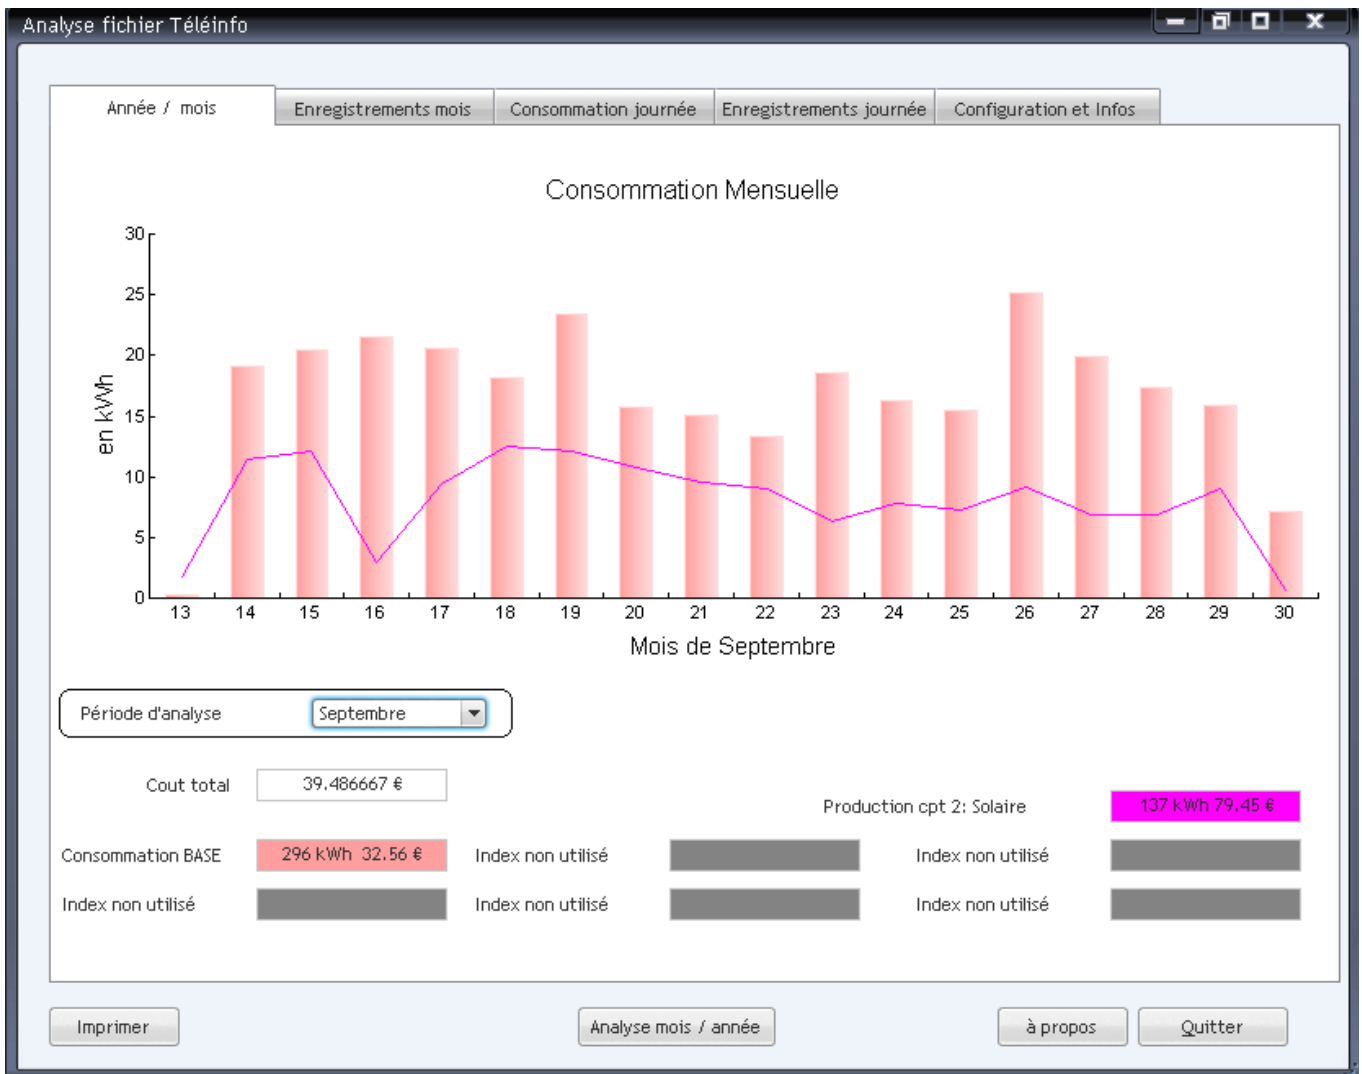 Analyse fichier Téléinfo
Année / mois
Enregistrements mois
Consommation journée
Enregistrements journée
Configuration et Infos
Consommation Mensuelle
30
25
20
15
10
5
0
en kWh
13 14 15 16 17 18 19 20 21 22 23 24 25 26 27 28 29 30
Mois de Septembre
Période d'analyse Septembre
Cout total 39.486667 €
Production cpt 2: Solaire 137 kWh 79.45 €
Consommation BASE 296 kWh 32.56 € Index non utilisé Index non utilisé
Index non utilisé Index non utilisé Index non utilisé
Imprimer Analyse mois / année à propos Quitter